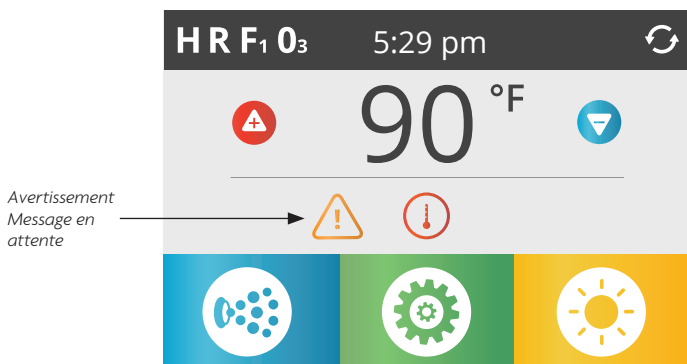 H R F1 03 5:29 pm
90 °F
Avertissement
Message en
attente